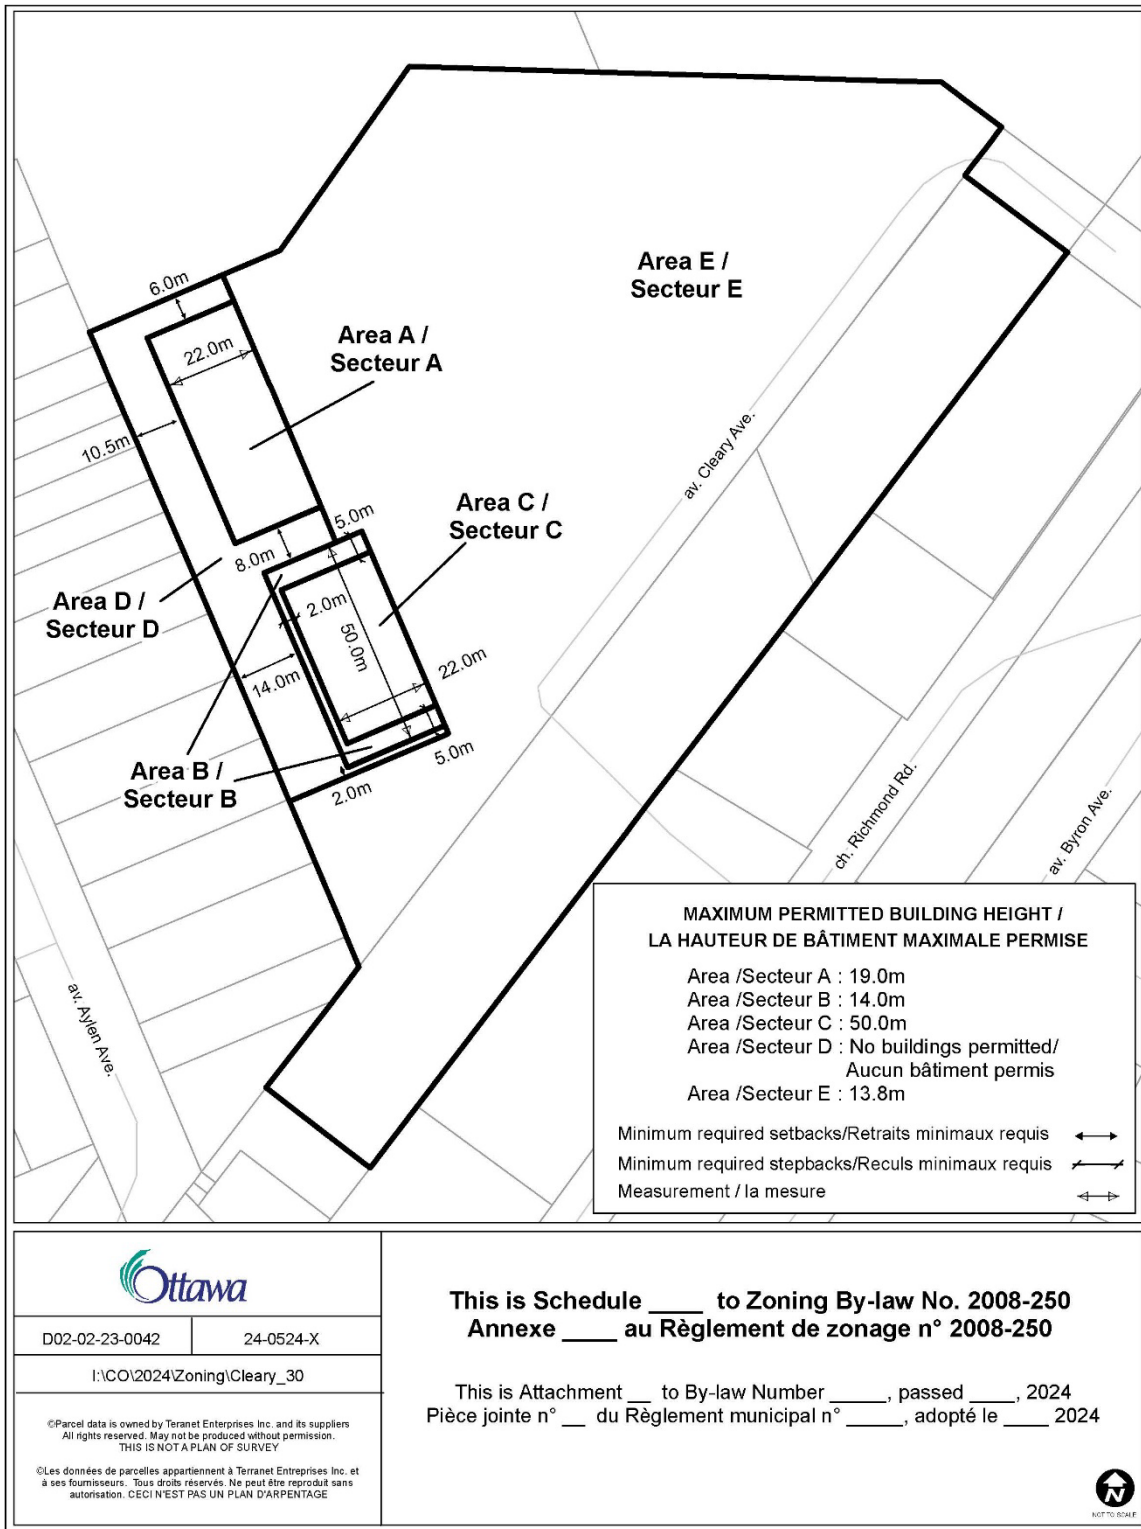 Area E /
Secteur E
6.0m
Area A /
Secteur A
22.0m
10.5m
av. Cleary Ave.
Area C /
Secteur C
5.0m
8.0m
Area D /
Secteur D
2.0m
50.0m
22.0m
14.0m
5.0m
Area B /
Secteur B
2.0m
ch. Richmond Rd.
av. Byron Ave.
av. Aylen Ave.
MAXIMUM PERMITTED BUILDING HEIGHT /
LA HAUTEUR DE BÂTIMENT MAXIMALE PERMISE
Area /Secteur A : 19.0m
Area /Secteur B : 14.0m
Area /Secteur C : 50.0m
Area /Secteur D : No buildings permitted/
Aucun bâtiment permis
Area /Secteur E : 13.8m
Minimum required setbacks/Retraits minimaux requis
Minimum required stepbacks/Reculs minimaux requis
Measurement / la mesure
Ottawa
D02-02-23-0042
24-0524-X
I:\CO\2024\Zoning\Cleary_30
©Parcel data is owned by Teranet Enterprises Inc. and its suppliers
All rights reserved. May not be produced without permission.
THIS IS NOT A PLAN OF SURVEY
©Les données de parcelles appartiennent à Terranet Entreprises Inc. et
à ses fournisseurs. Tous droits réservés. Ne peut être reproduit sans
autorisation. CECI N'EST PAS UN PLAN D'ARPENTAGE
This is Schedule ____ to Zoning By-law No. 2008-250
Annexe ____ au Règlement de zonage n° 2008-250
This is Attachment __ to By-law Number _____, passed ____, 2024
Pièce jointe n° __ du Règlement municipal n° _____, adopté le ____ 2024
N
NOT TO SCALE